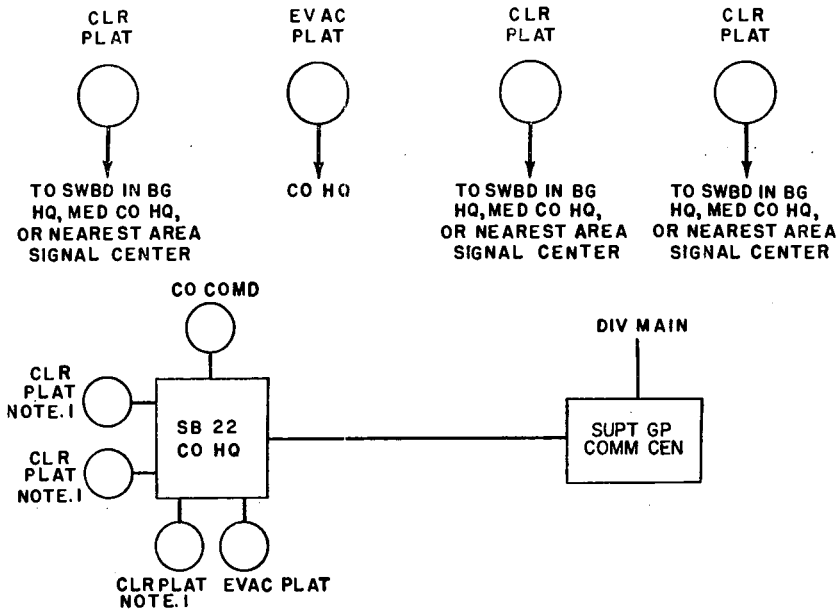 CLR
PLAT
EVAC
PLAT
CLR
PLAT
CLR
PLAT
TO SWBD IN BG
HQ, MED CO HQ,
OR NEAREST AREA
SIGNAL CENTER
CO HQ
TO SWBD IN BG
HQ, MED CO HQ,
OR NEAREST AREA
SIGNAL CENTER
TO SWBD IN BG
HQ, MED CO HQ,
OR NEAREST AREA
SIGNAL CENTER
CO COMD
DIV MAIN
CLR
PLAT
NOTE. I
SB 22
CO HQ
SUPT GP
COMM CEN
CLR
PLAT
NOTE. I
CLR PLAT
NOTE. I
EVAC PLAT